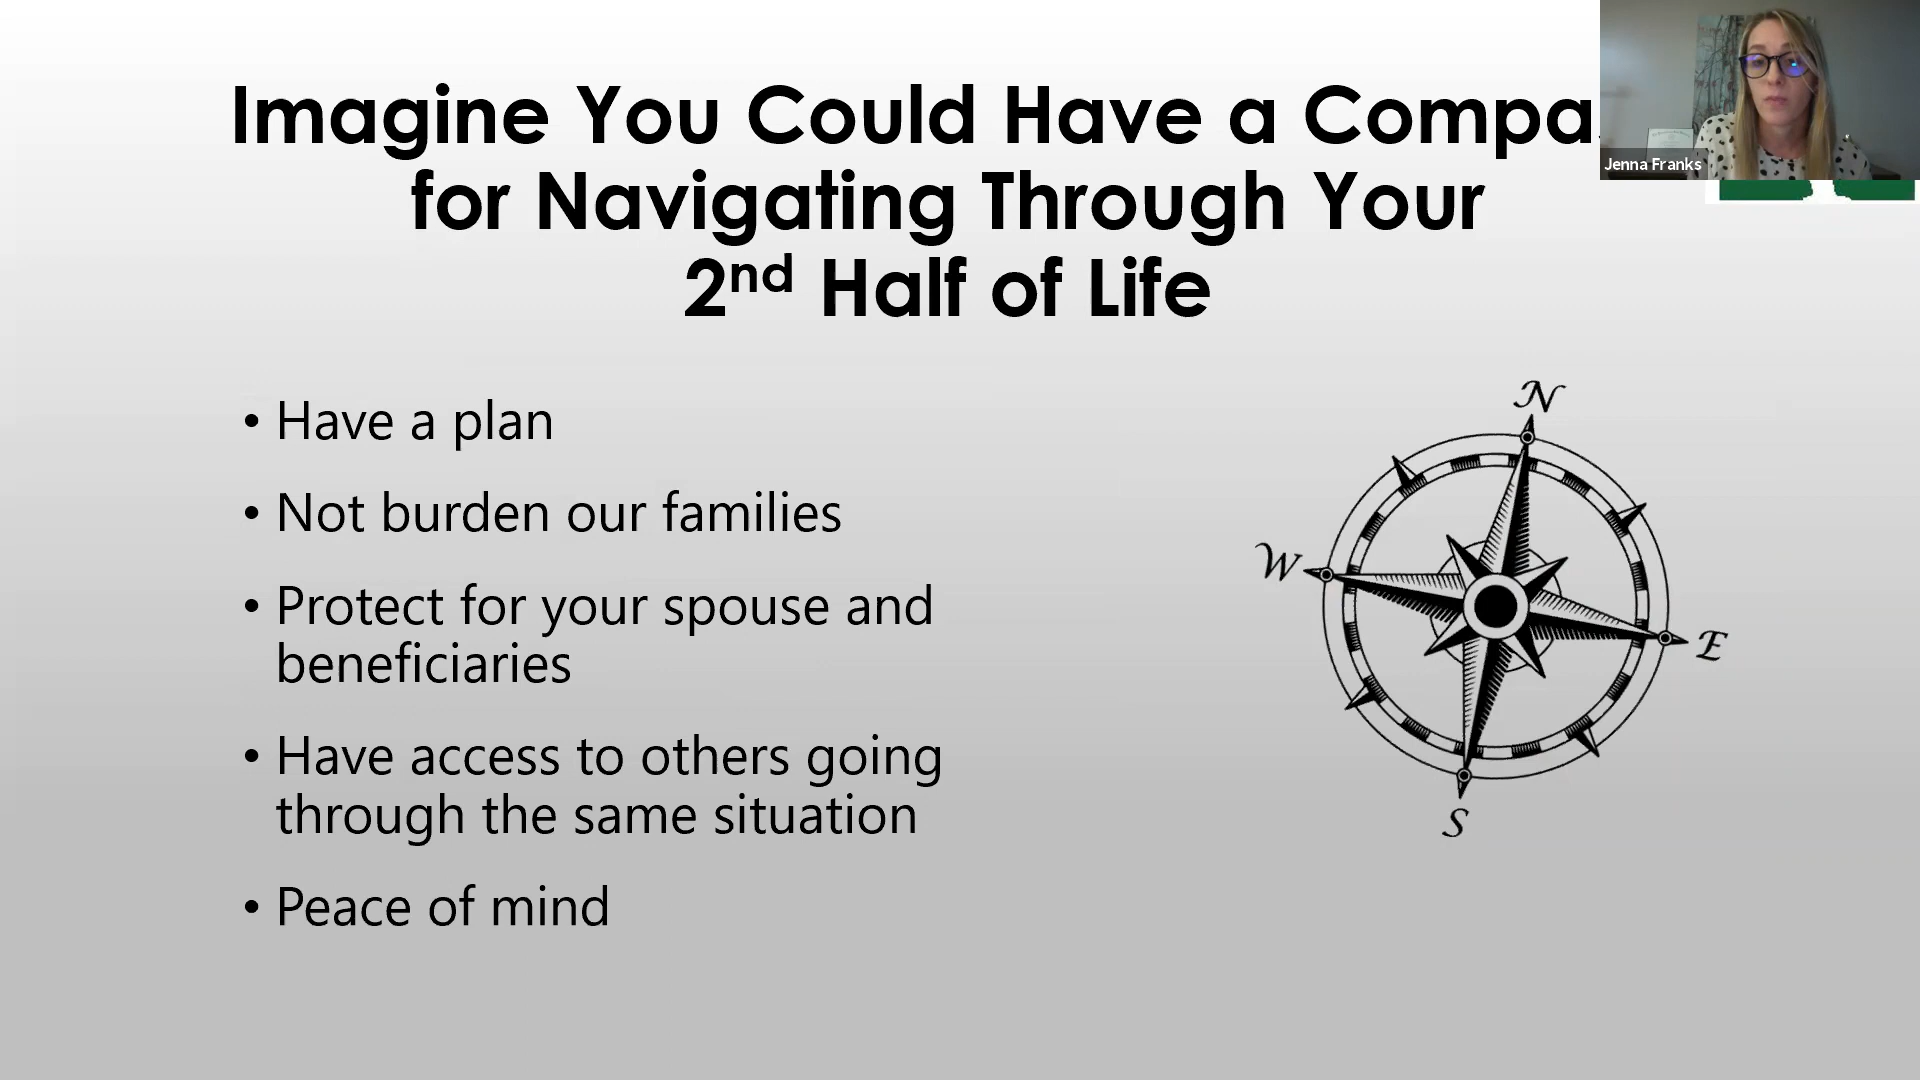 Imagine You Could Have a Compa
for Navigating Through Your
2nd Half of Life
Jenna Franks
• Have a plan
• Not burden our families
• Protect for your spouse and
beneficiaries
• Have access to others going
through the same situation
• Peace of mind
N
W
E
S